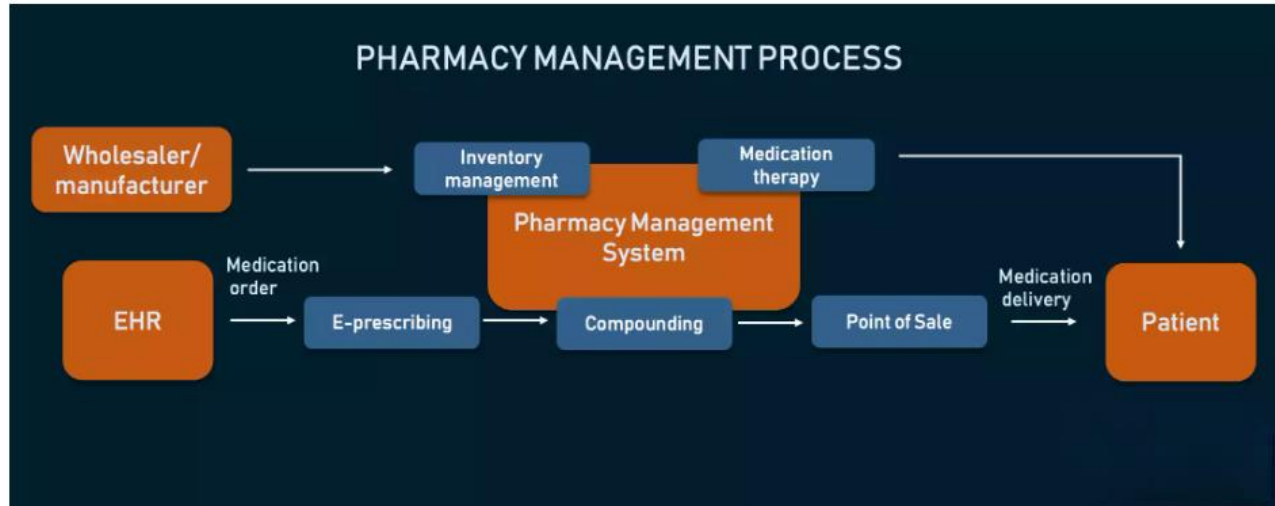 PHARMACY MANAGEMENT PROCESS
Wholesaler/
manufacturer
Inventory
management
Medication
therapy
Pharmacy Management
System
EHR
Medication
order
E-prescribing
Compounding
Point of Sale
Medication
delivery
Patient